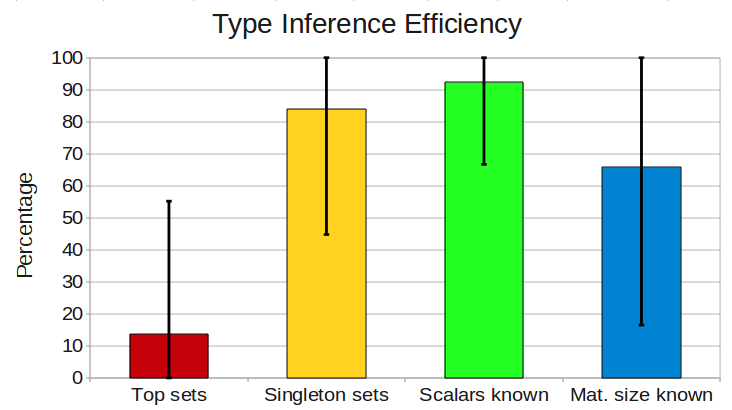 Type Inference Efficiency
Percentage
100
90
80
70
60
50
40
30
20
10
0
Top sets
Singleton sets
Scalars known
Mat. size known